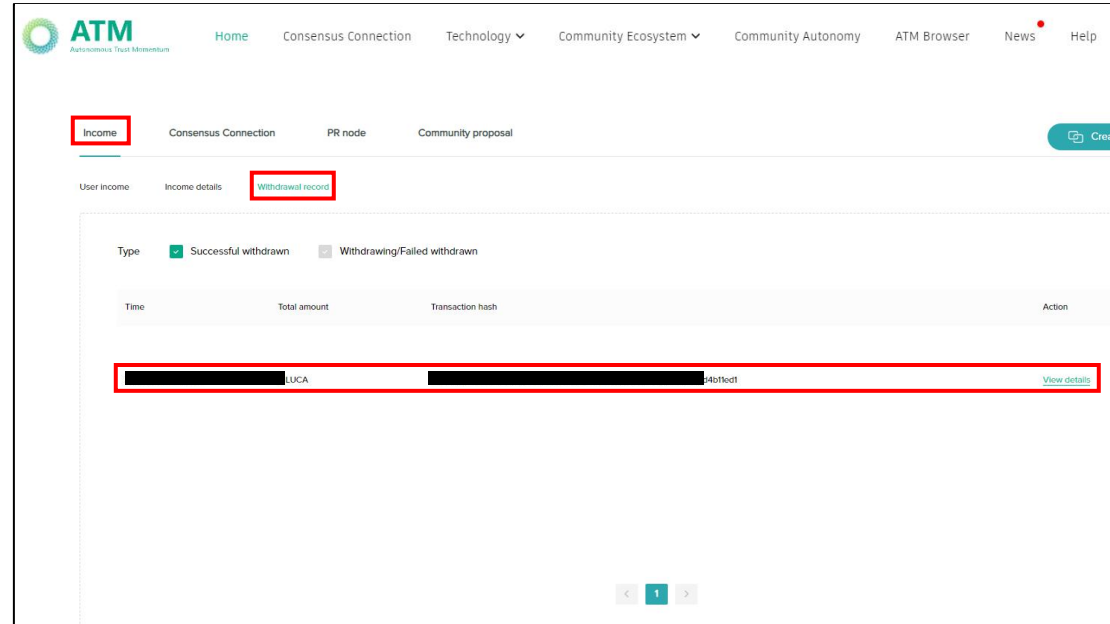 ATM
Autonomous Trust Momentum
Home Consensus Connection Technology Community Ecosystem Community Autonomy ATM Browser News Help
Income Consensus Connection PR node Community proposal
Crea
User income Income details Withdrawal record
Type Successful withdrawn Withdrawing/Failed withdrawn
Time Total amount Transaction hash Action
LUCA d4b11ed1 View details
< 1 >